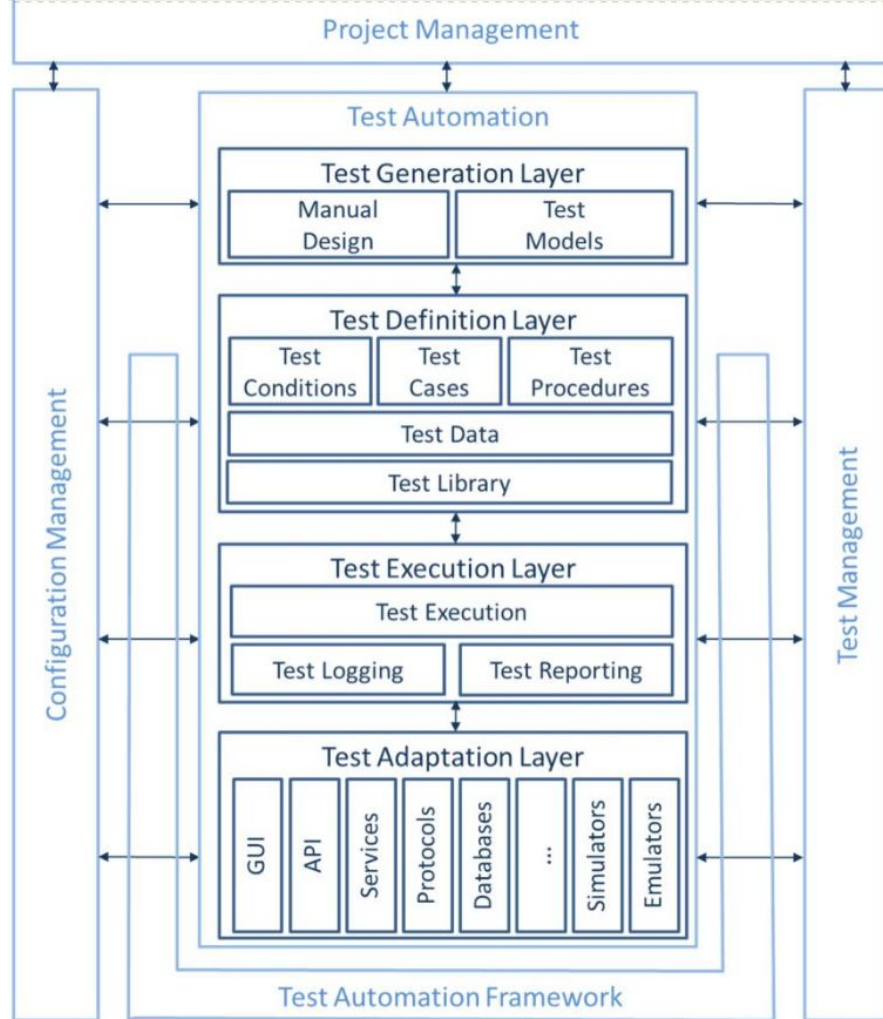 Project Management
Test Automation
Test Generation Layer
Manual
Design
Test
Models
Test Definition Layer
Test
Conditions
Test
Cases
Test
Procedures
Test Data
Test Library
Test Execution Layer
Test Execution
Test Logging
Test Reporting
Test Adaptation Layer
GUI
API
Services
Protocols
Databases
...
Simulators
Emulators
Configuration Management
Test Management
Test Automation Framework